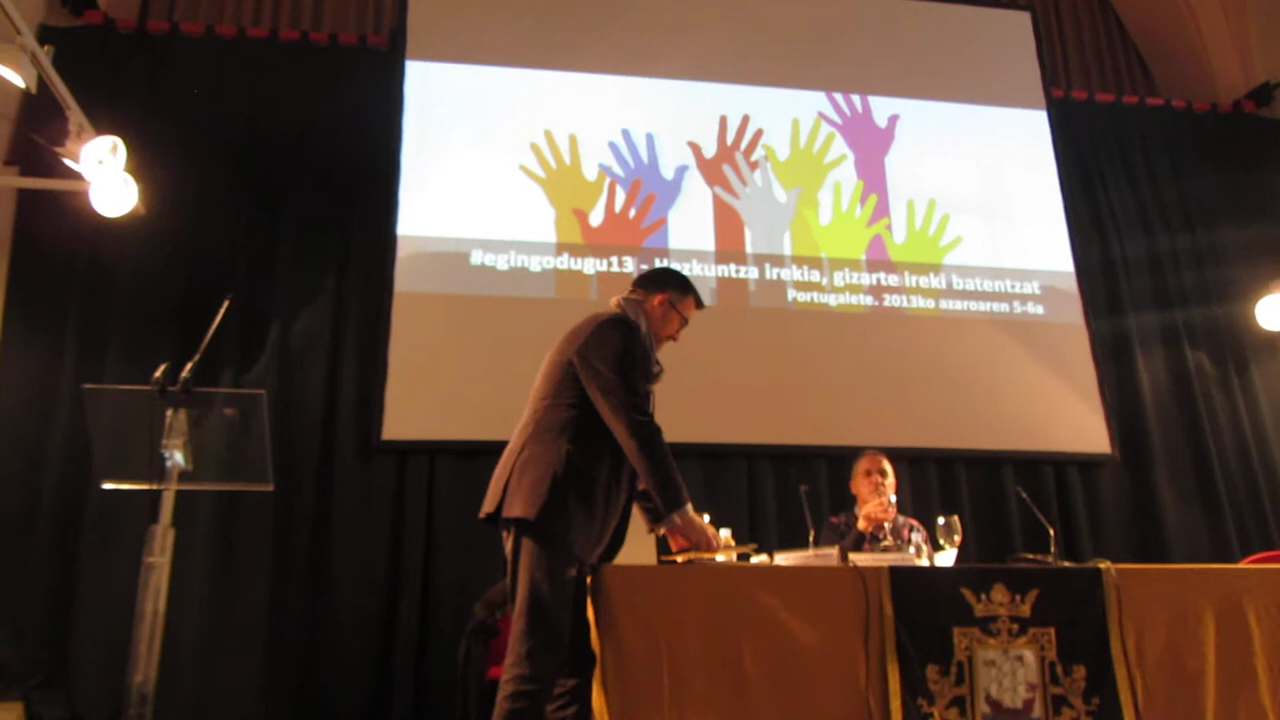 #egingodugu13 - Hezkuntza irekia, gizarte ireki batentzat
Portugalete. 2013ko azaroaren 5-6a